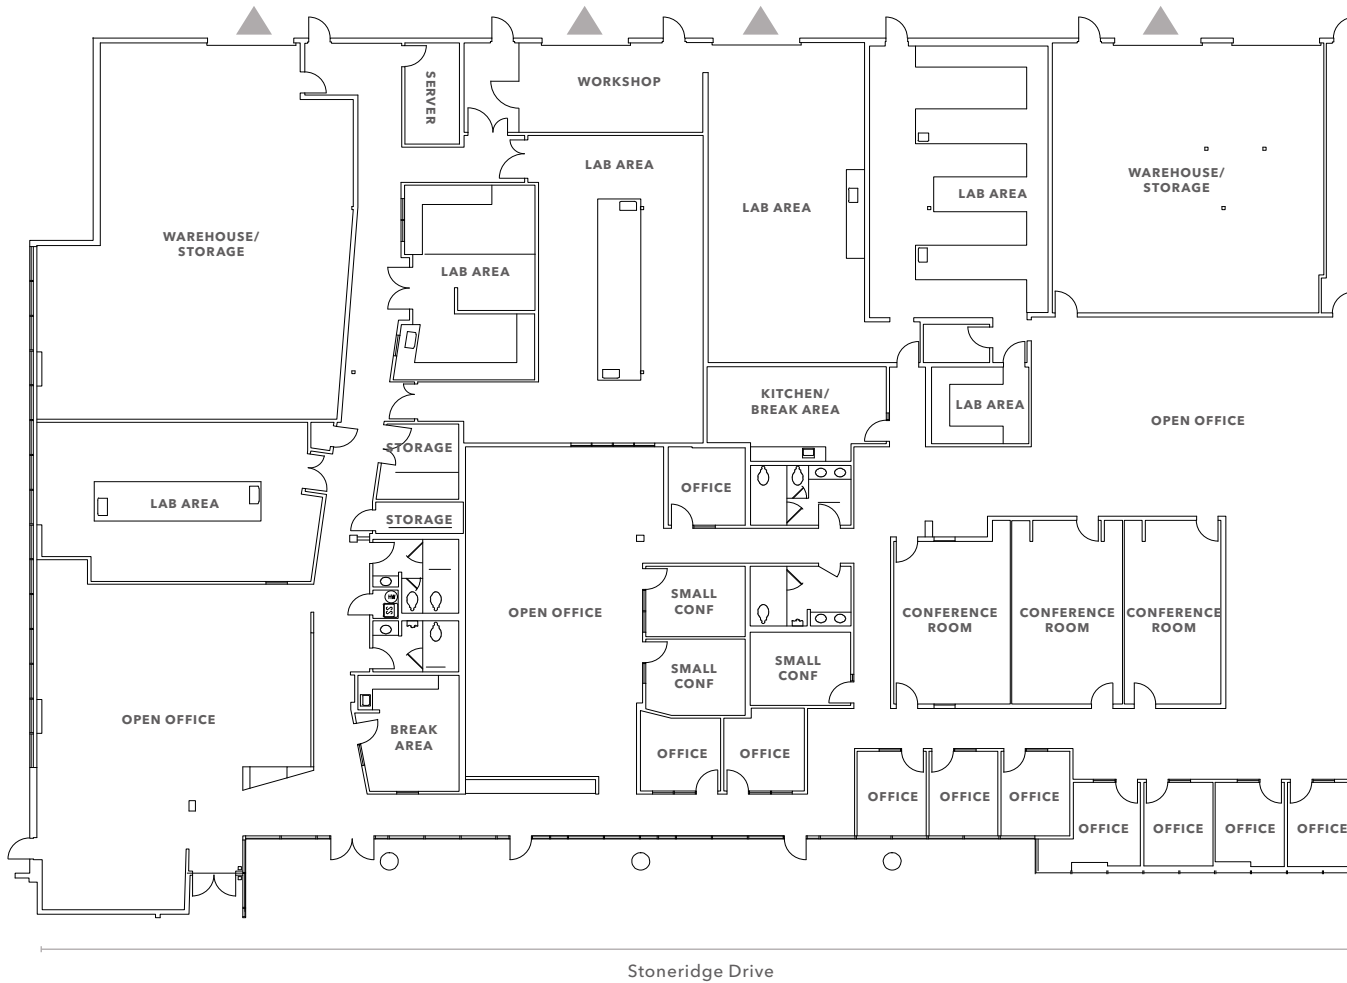 SERVER
WORKSHOP
LAB AREA
WAREHOUSE/
STORAGE
LAB AREA
LAB AREA
WAREHOUSE/
STORAGE
LAB AREA
KITCHEN/
BREAK AREA
LAB AREA
OPEN OFFICE
STORAGE
OFFICE
LAB AREA
STORAGE
SMALL
CONF
OPEN OFFICE
CONFERENCE
ROOM
CONFERENCE
ROOM
CONFERENCE
ROOM
SMALL
CONF
SMALL
CONF
OPEN OFFICE
BREAK
AREA
OFFICE
OFFICE
OFFICE
OFFICE
OFFICE
OFFICE
OFFICE
OFFICE
OFFICE
Stoneridge Drive